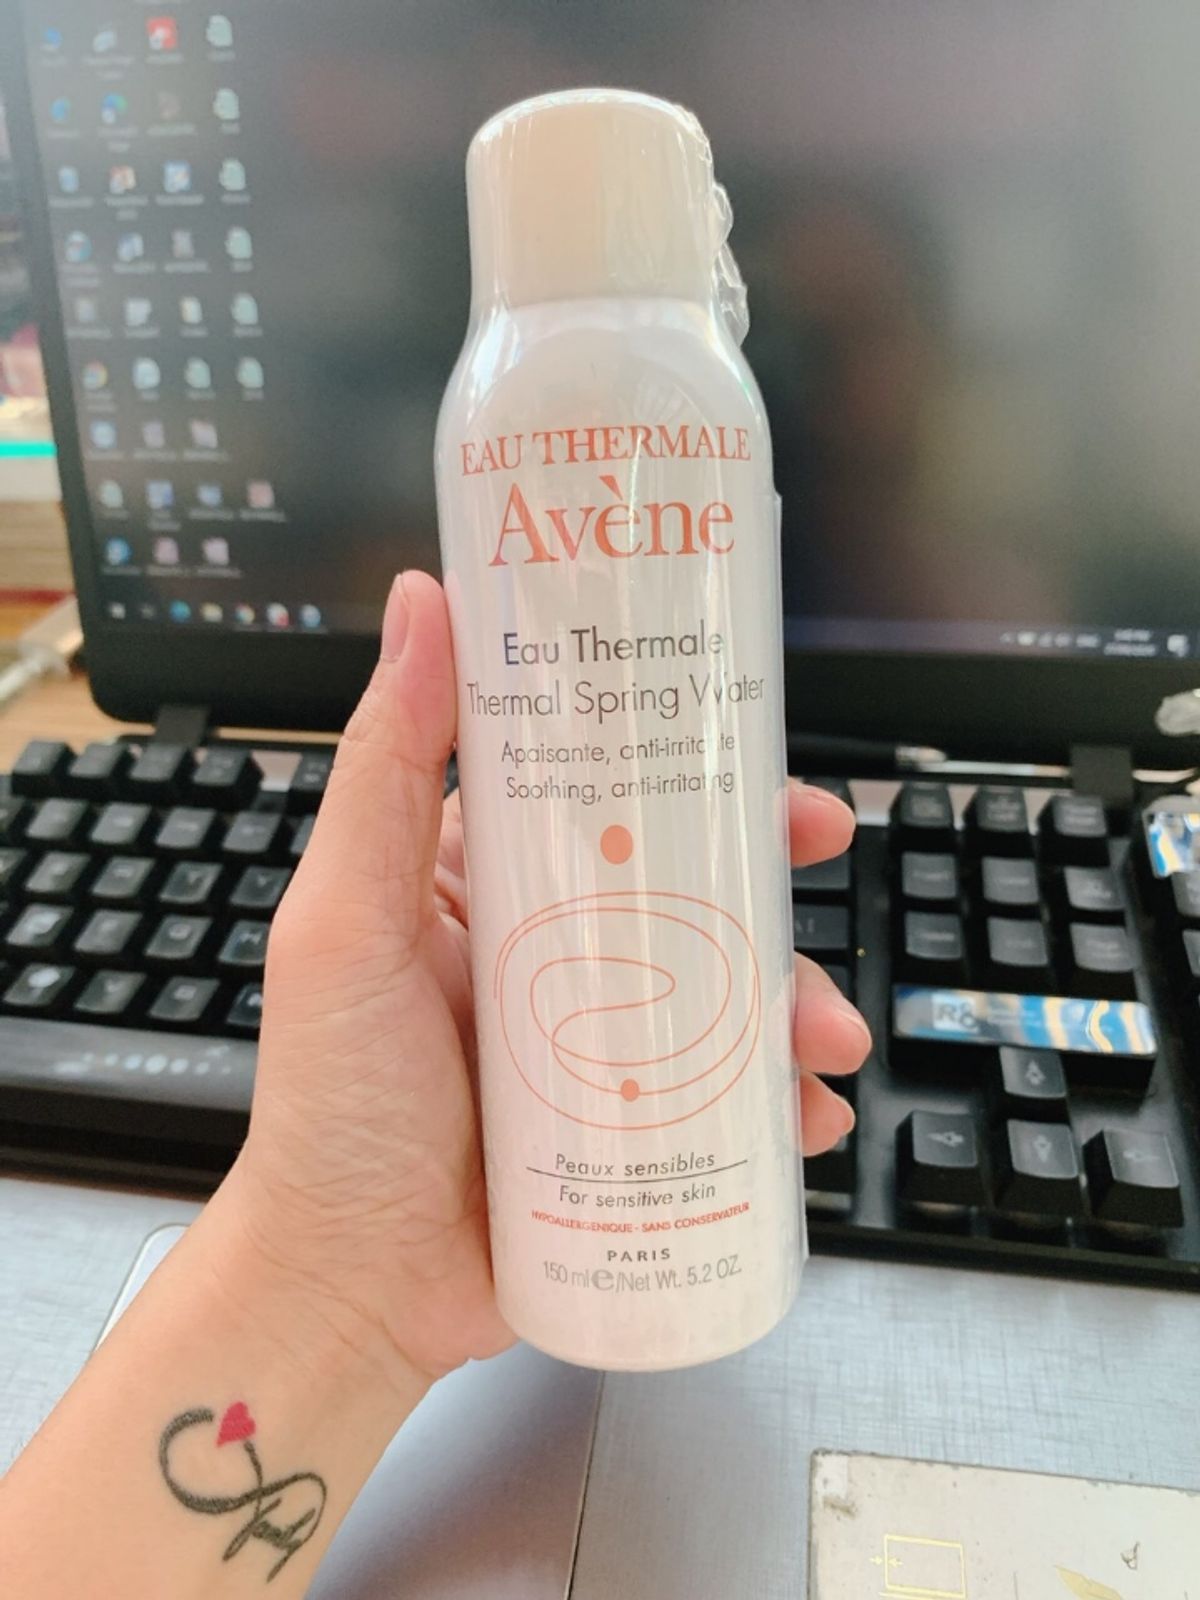 EAU THERMALE
Avène
Eau Thermale
Thermal Spring Water
Apaisante, anti-irritante
Soothing, anti-irritating
Peaux sensibles
For sensitive skin
HYPOALLERGENIQUE - SANS CONSERVATEUR
PARIS
150 ml e/Net Wt. 5.2 OZ.